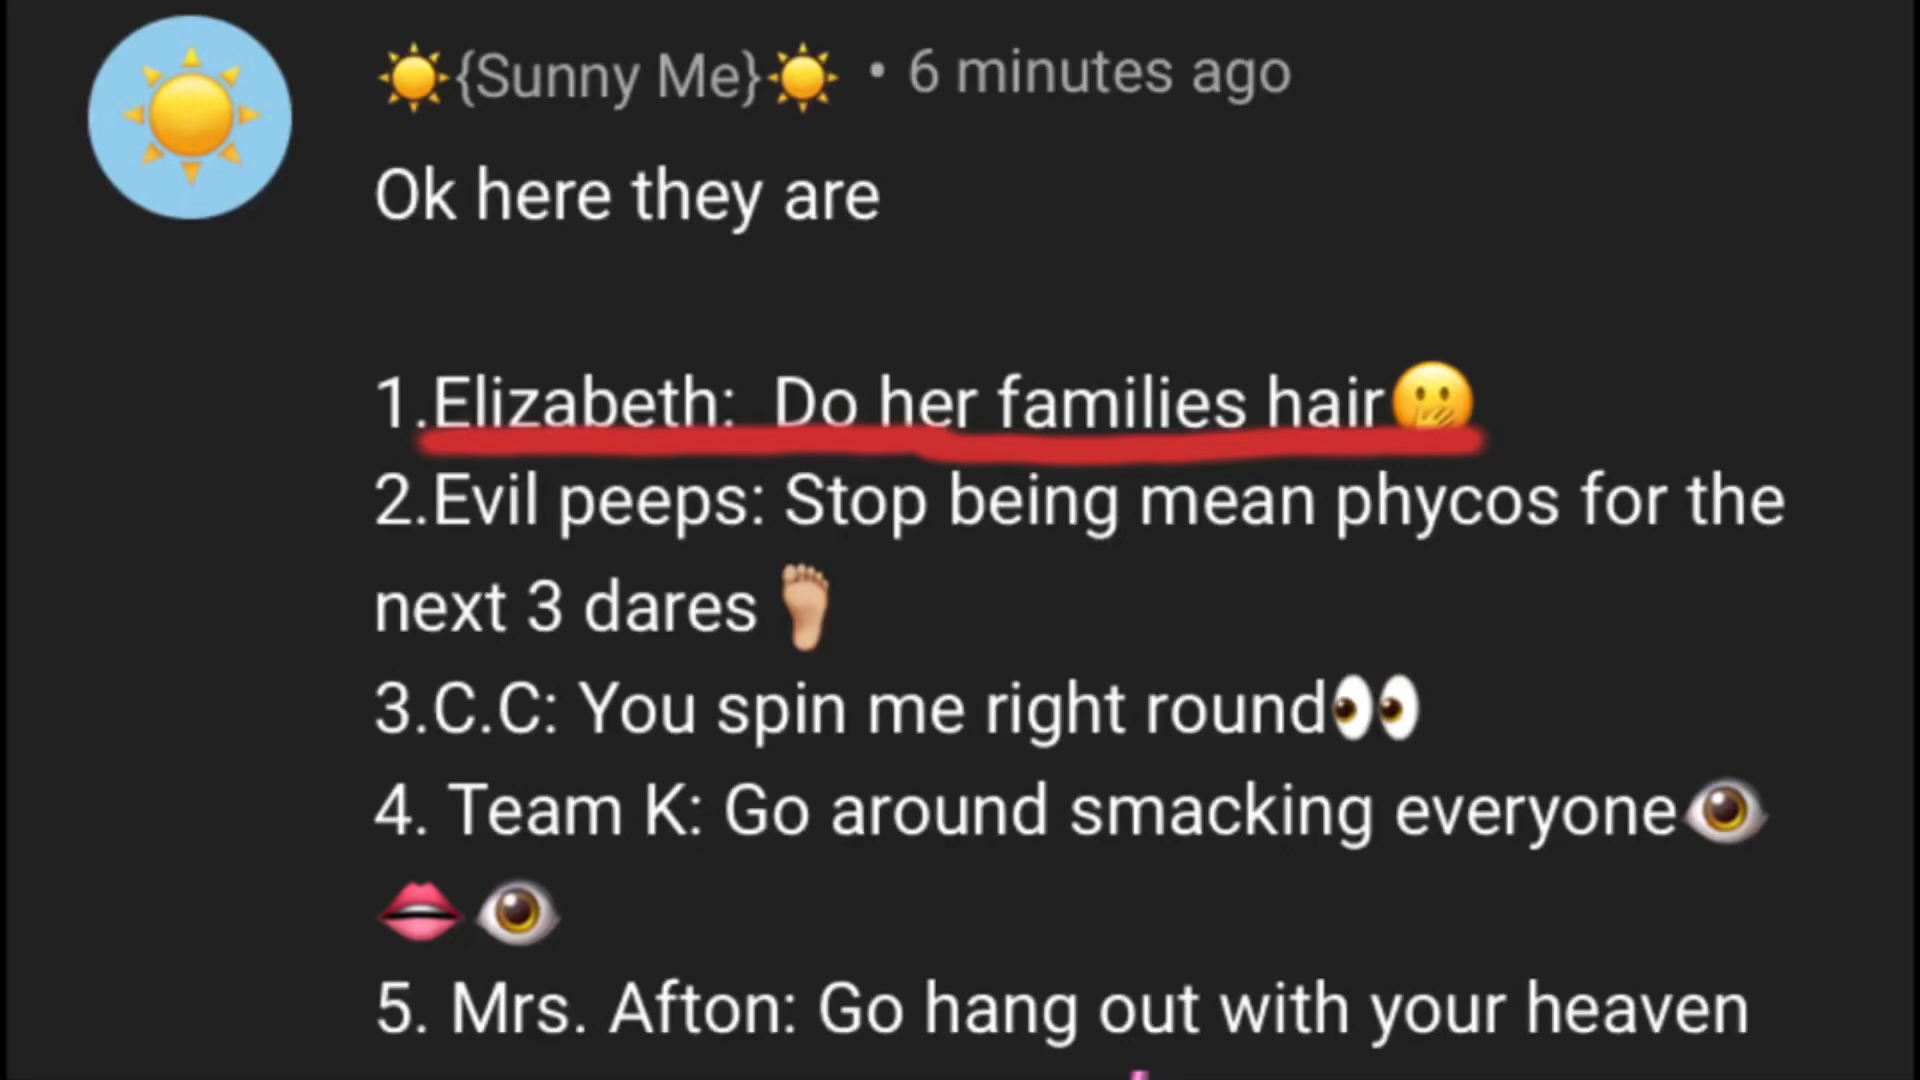 ☀️{Sunny Me}☀️ • 6 minutes ago
Ok here they are
1.Elizabeth:  Do her families hair🫢
2.Evil peeps: Stop being mean phycos for the
next 3 dares 🦶🏼
3.C.C: You spin me right round👀
4. Team K: Go around smacking everyone👁️
👄👁️
5. Mrs. Afton: Go hang out with your heaven